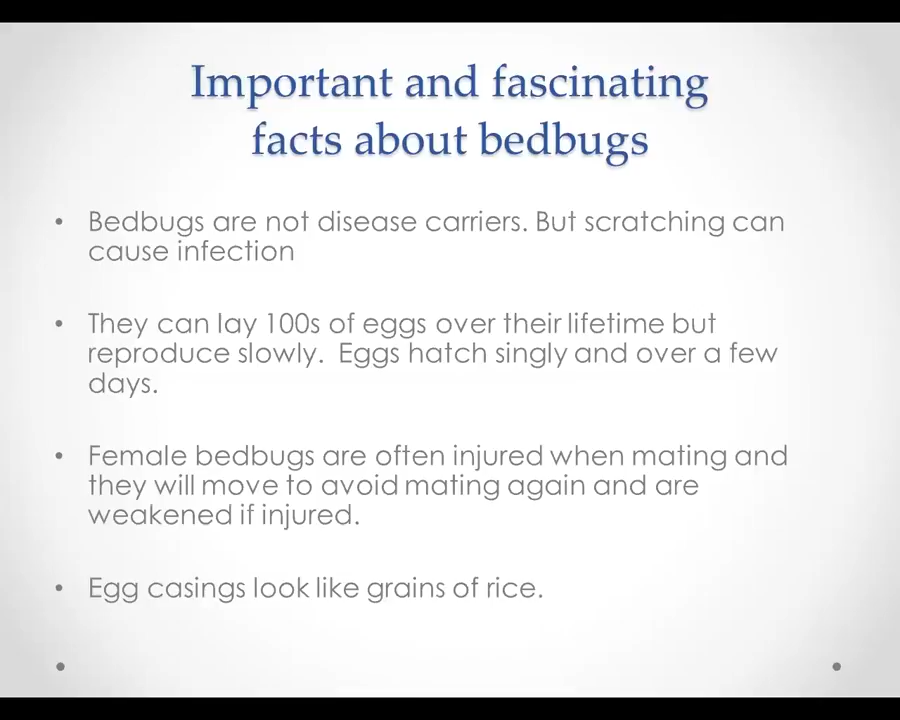 Important and fascinating
facts about bedbugs
• Bedbugs are not disease carriers. But scratching can
cause infection
• They can lay 100s of eggs over their lifetime but
reproduce slowly.  Eggs hatch singly and over a few
days.
• Female bedbugs are often injured when mating and
they will move to avoid mating again and are
weakened if injured.
• Egg casings look like grains of rice.